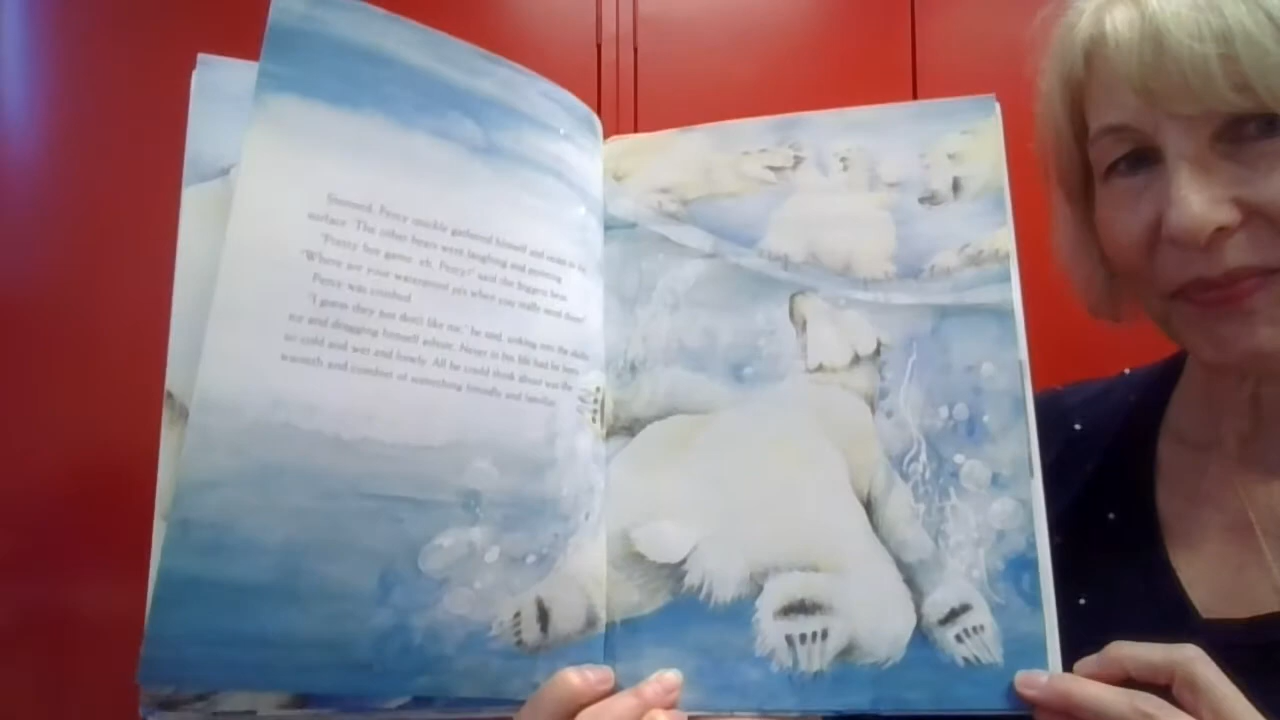 Stunned, Percy quickly gathered himself and swam to the
surface. The other bears were laughing and pointing.
"Pretty fun game, eh, Percy?" said the biggest bear.
"Where are your waterproof pjs when you really need them?"
Percy was crushed.
"I guess they just don't like me," he said, sinking into the
ice and dragging himself ashore. Never in his life had he been
so cold and wet and lonely. All he could think about was the
warmth and comfort of something friendly and familiar.